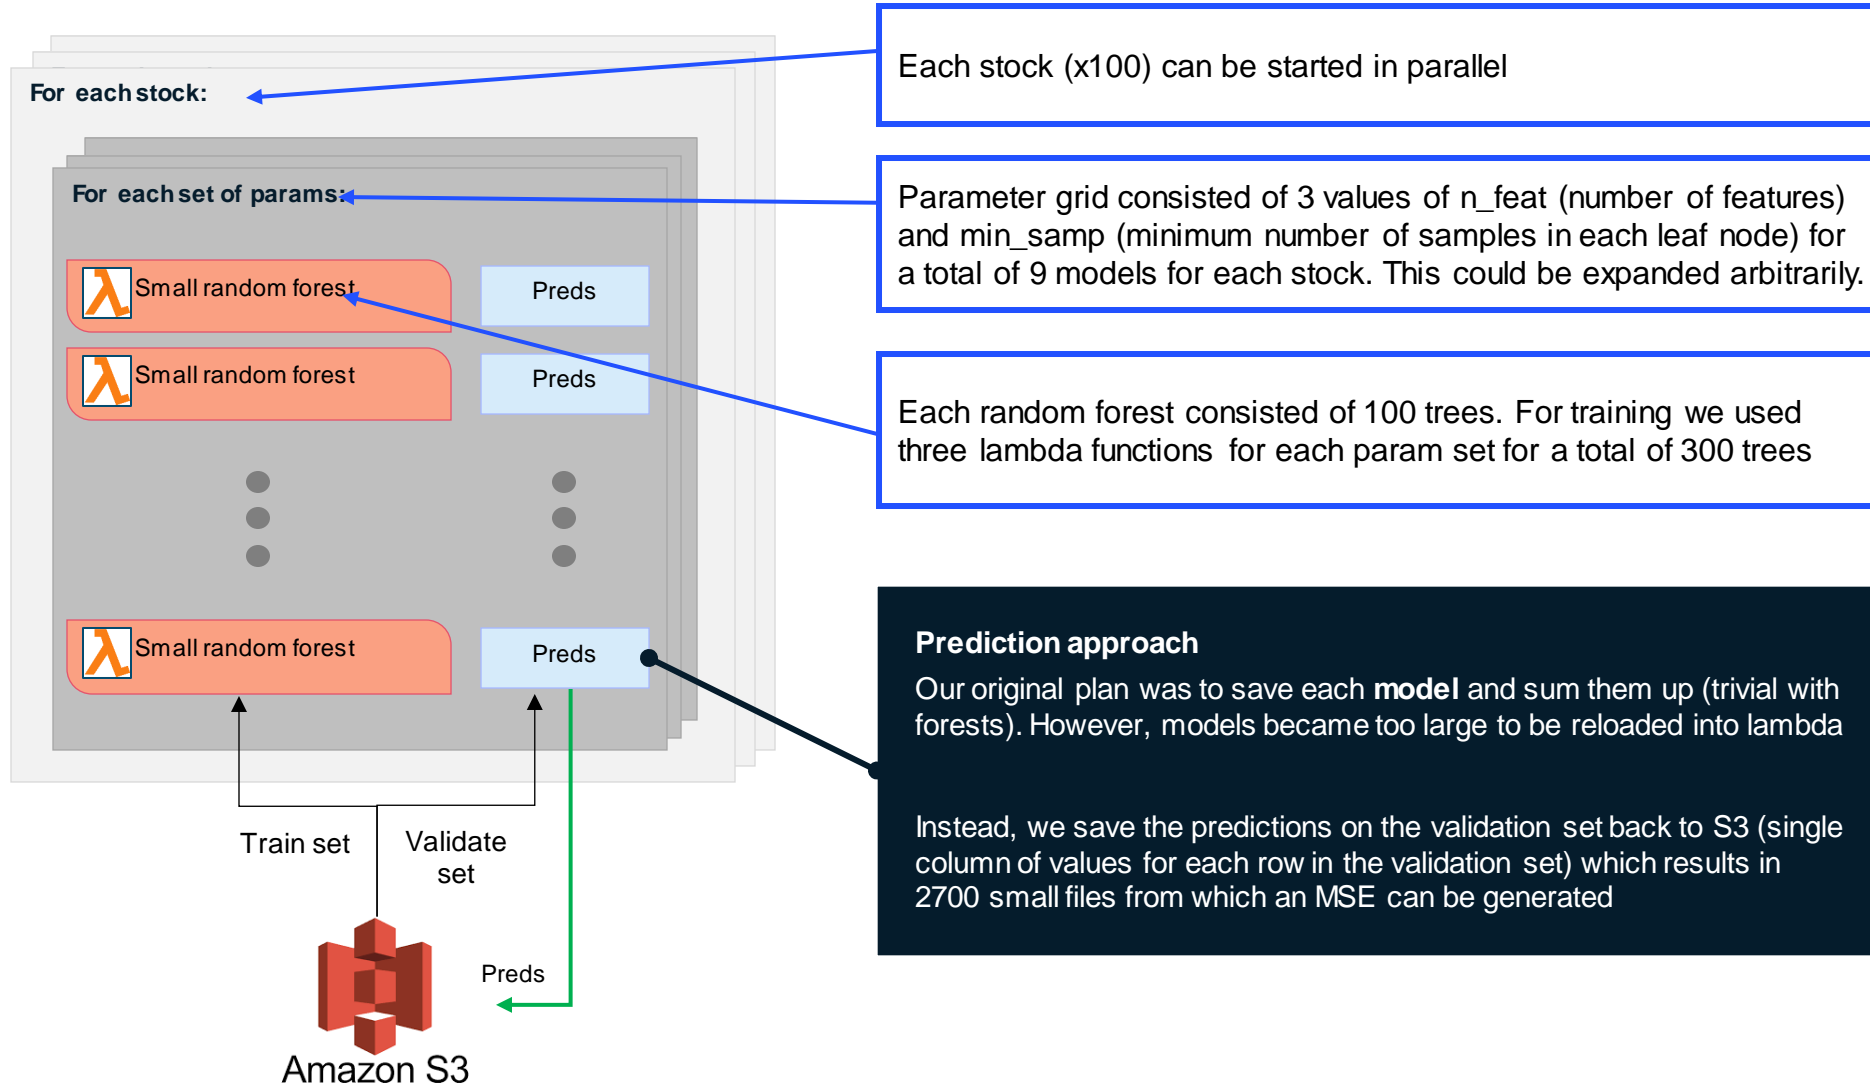 For each stock:
For each set of params:
Small random forest
Preds
Small random forest
Preds
Small random forest
Preds
Train set
Validate
set
Preds
Amazon S3
Each stock (x100) can be started in parallel
Parameter grid consisted of 3 values of n_feat (number of features)
and min_samp (minimum number of samples in each leaf node) for
a total of 9 models for each stock. This could be expanded arbitrarily.
Each random forest consisted of 100 trees. For training we used
three lambda functions for each param set for a total of 300 trees
Prediction approach
Our original plan was to save each model and sum them up (trivial with
forests). However, models became too large to be reloaded into lambda
Instead, we save the predictions on the validation set back to S3 (single
column of values for each row in the validation set) which results in
2700 small files from which an MSE can be generated